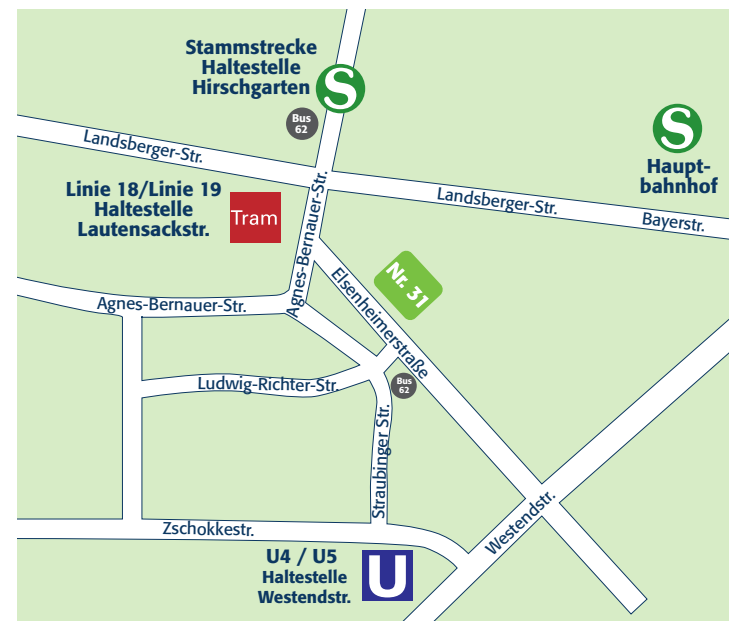 Stammstrecke
Haltestelle
Hirschgarten
S
Bus
62
S
Haupt-
bahnhof
Landsberger-Str.
Landsberger-Str.
Bayerstr.
Linie 18/Linie 19
Haltestelle
Lautensackstr.
Tram
Agnes-Bernauer-Str.
Agnes-Bernauer-Str.
Nr. 31
Elsenheimerstraße
Ludwig-Richter-Str.
Bus
62
Straubinger Str.
Westendstr.
Zschokkestr.
U4 / U5
Haltestelle
Westendstr.
U